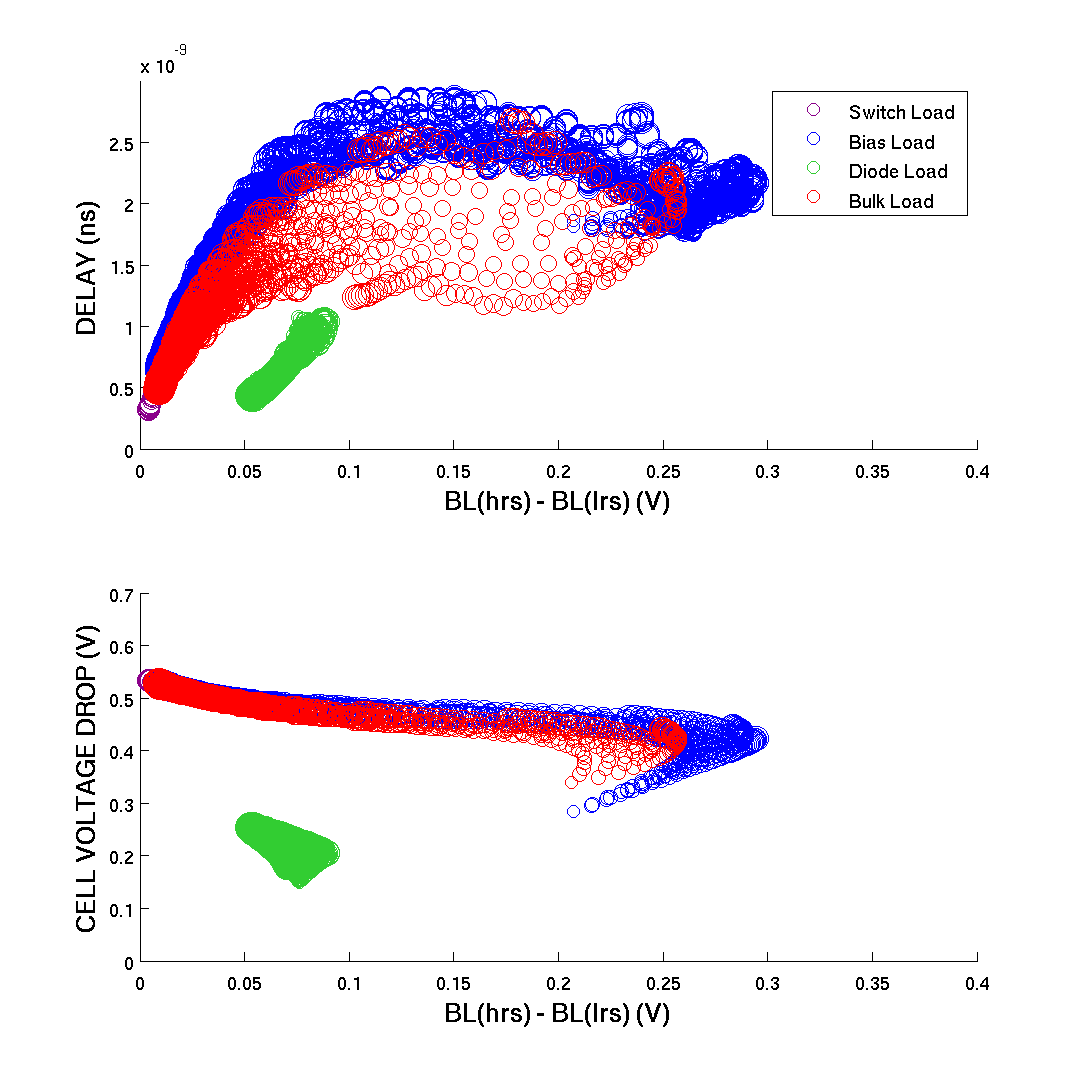 x 10-9
2.5
2
1.5
1
0.5
0
DELAY (ns)
0 0.05 0.1 0.15 0.2 0.25 0.3 0.35 0.4
BL(hrs) - BL(lrs) (V)
Switch Load
Bias Load
Diode Load
Bulk Load
0.7
0.6
0.5
0.4
0.3
0.2
0.1
0
CELL VOLTAGE DROP (V)
0 0.05 0.1 0.15 0.2 0.25 0.3 0.35 0.4
BL(hrs) - BL(lrs) (V)